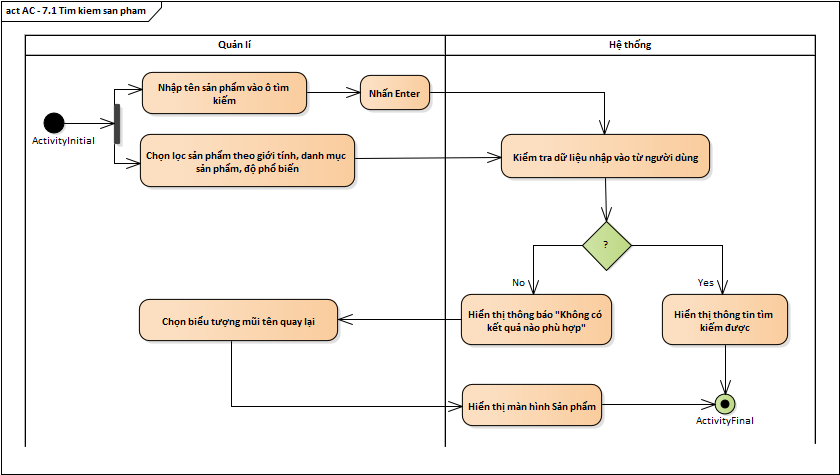 act AC - 7.1 Tim kiem san pham
Quản lí
Hệ thống
Nhập tên sản phẩm vào ô tìm
kiếm
Nhấn Enter
ActivityInitial
Chọn lọc sản phẩm theo giới tính, danh mục
sản phẩm, độ phổ biến
Kiểm tra dữ liệu nhập vào từ người dùng
?
No
Yes
Chọn biểu tượng mũi tên quay lại
Hiển thị thông báo "Không có
kết quả nào phù hợp"
Hiển thị thông tin tìm
kiếm được
Hiển thị màn hình Sản phẩm
ActivityFinal